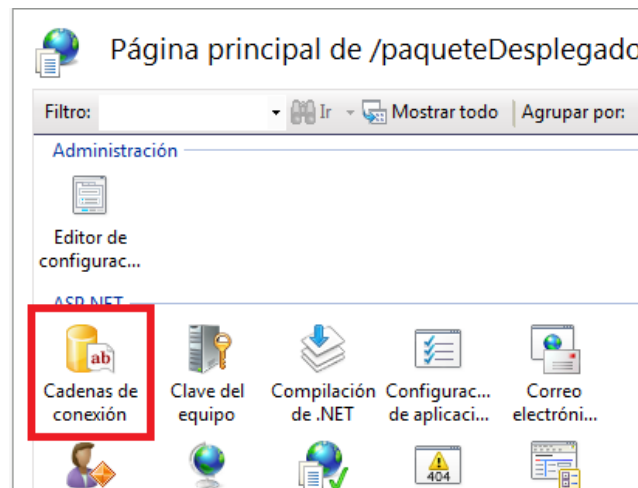 Página principal de /paqueteDesplegado
Filtro:
Ir
Mostrar todo
Agrupar por:
Administración
Editor de
configurac...
ASP.NET
Cadenas de
conexión
Clave del
equipo
Compilación
de .NET
Configurac...
de aplicaci...
Correo
electróni...
ab
404